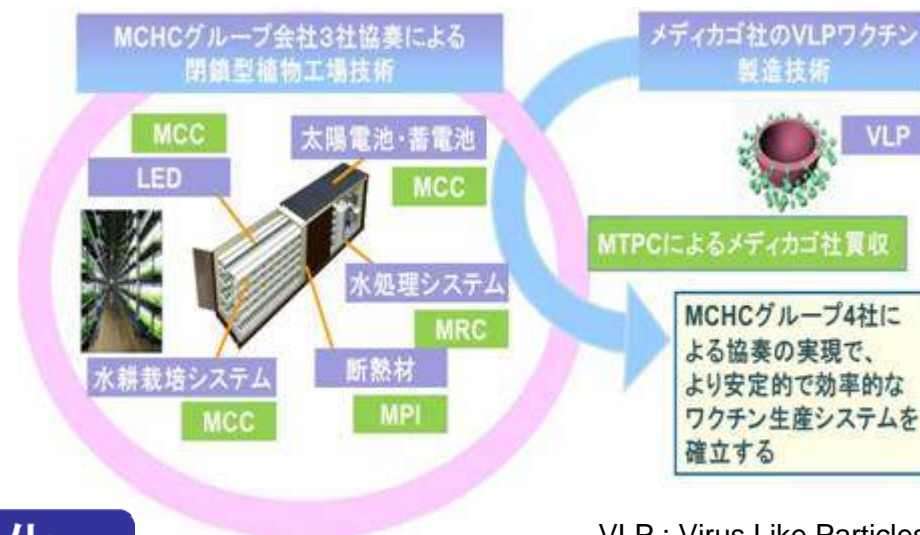 MCHCグループ会社3社協奏による
閉鎖型植物工場技術
メディカゴ社のVLPワクチン
製造技術
MCC
太陽電池・蓄電池
LED
MCC
VLP
MTPCによるメディカゴ社買収
水処理システム
MRC
水耕栽培システム
断熱材
MCC
MPI
MCHCグループ4社に
よる協奏の実現で、
より安定的で効率的な
ワクチン生産システムを
確立する
VLP : Virus Like Particles